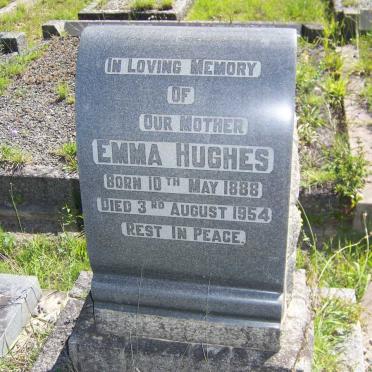 In Loving Memory
Of
Our Mother
Emma Hughes
Born 10TH May 1888
Died 3RD August 1954
Rest In Peace.